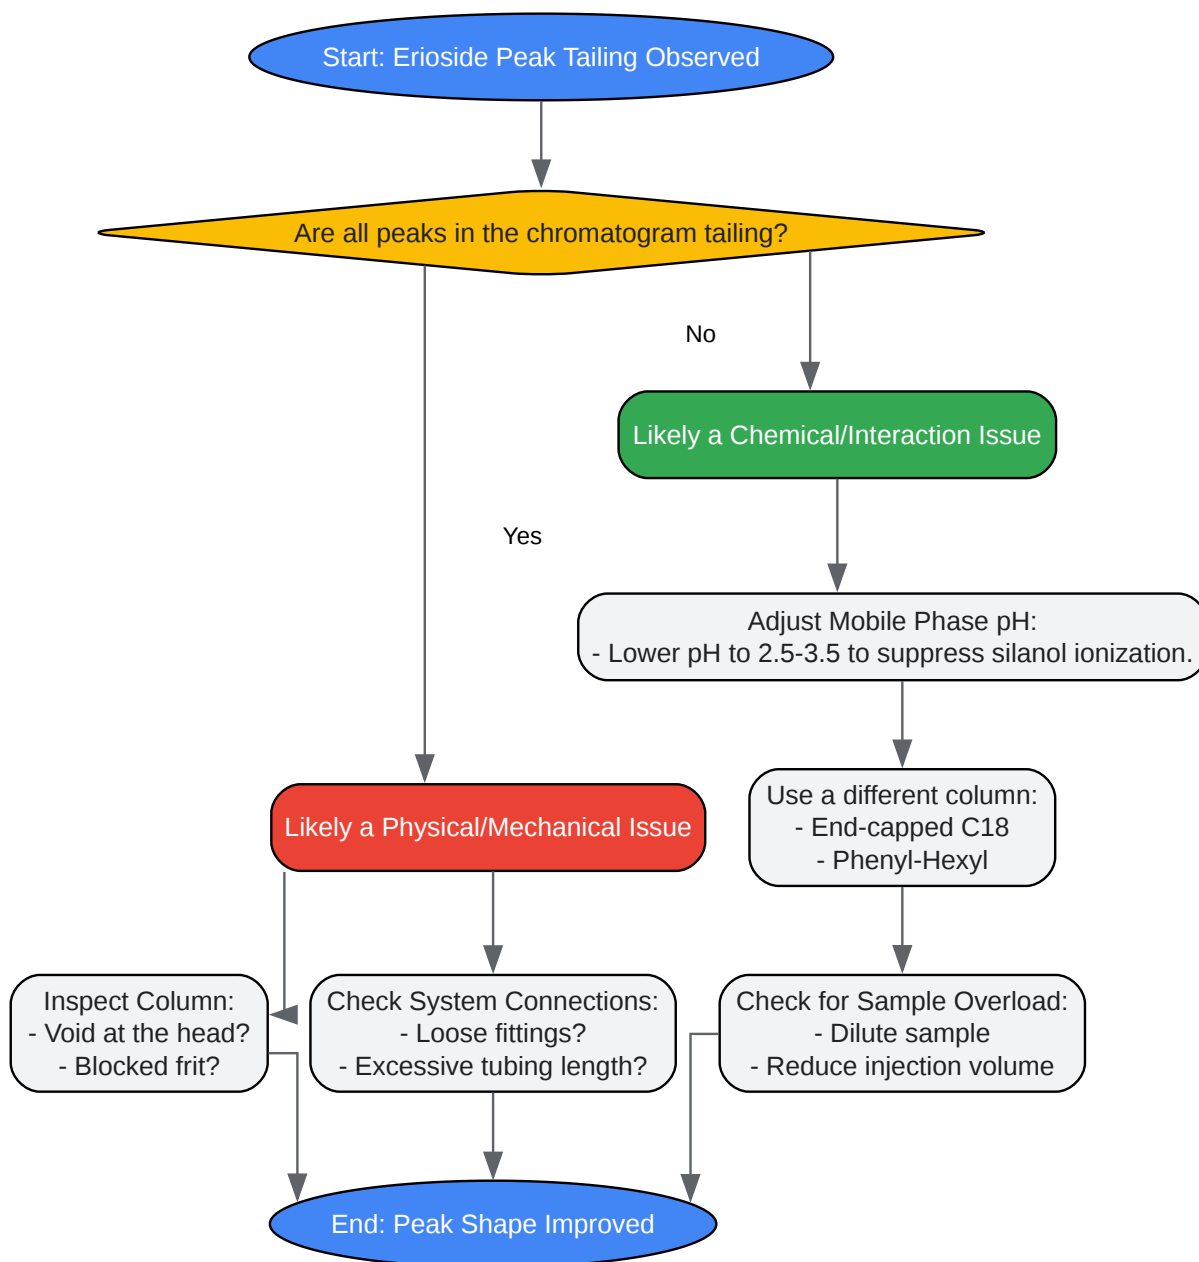 Start: Erioside Peak Tailing Observed
Are all peaks in the chromatogram tailing?
No
Likely a Chemical/Interaction Issue
Yes
Adjust Mobile Phase pH:
- Lower pH to 2.5-3.5 to suppress silanol ionization.
Use a different column:
- End-capped C18
- Phenyl-Hexyl
Likely a Physical/Mechanical Issue
Inspect Column:
- Void at the head?
- Blocked frit?
Check System Connections:
- Loose fittings?
- Excessive tubing length?
Check for Sample Overload:
- Dilute sample
- Reduce injection volume
End: Peak Shape Improved